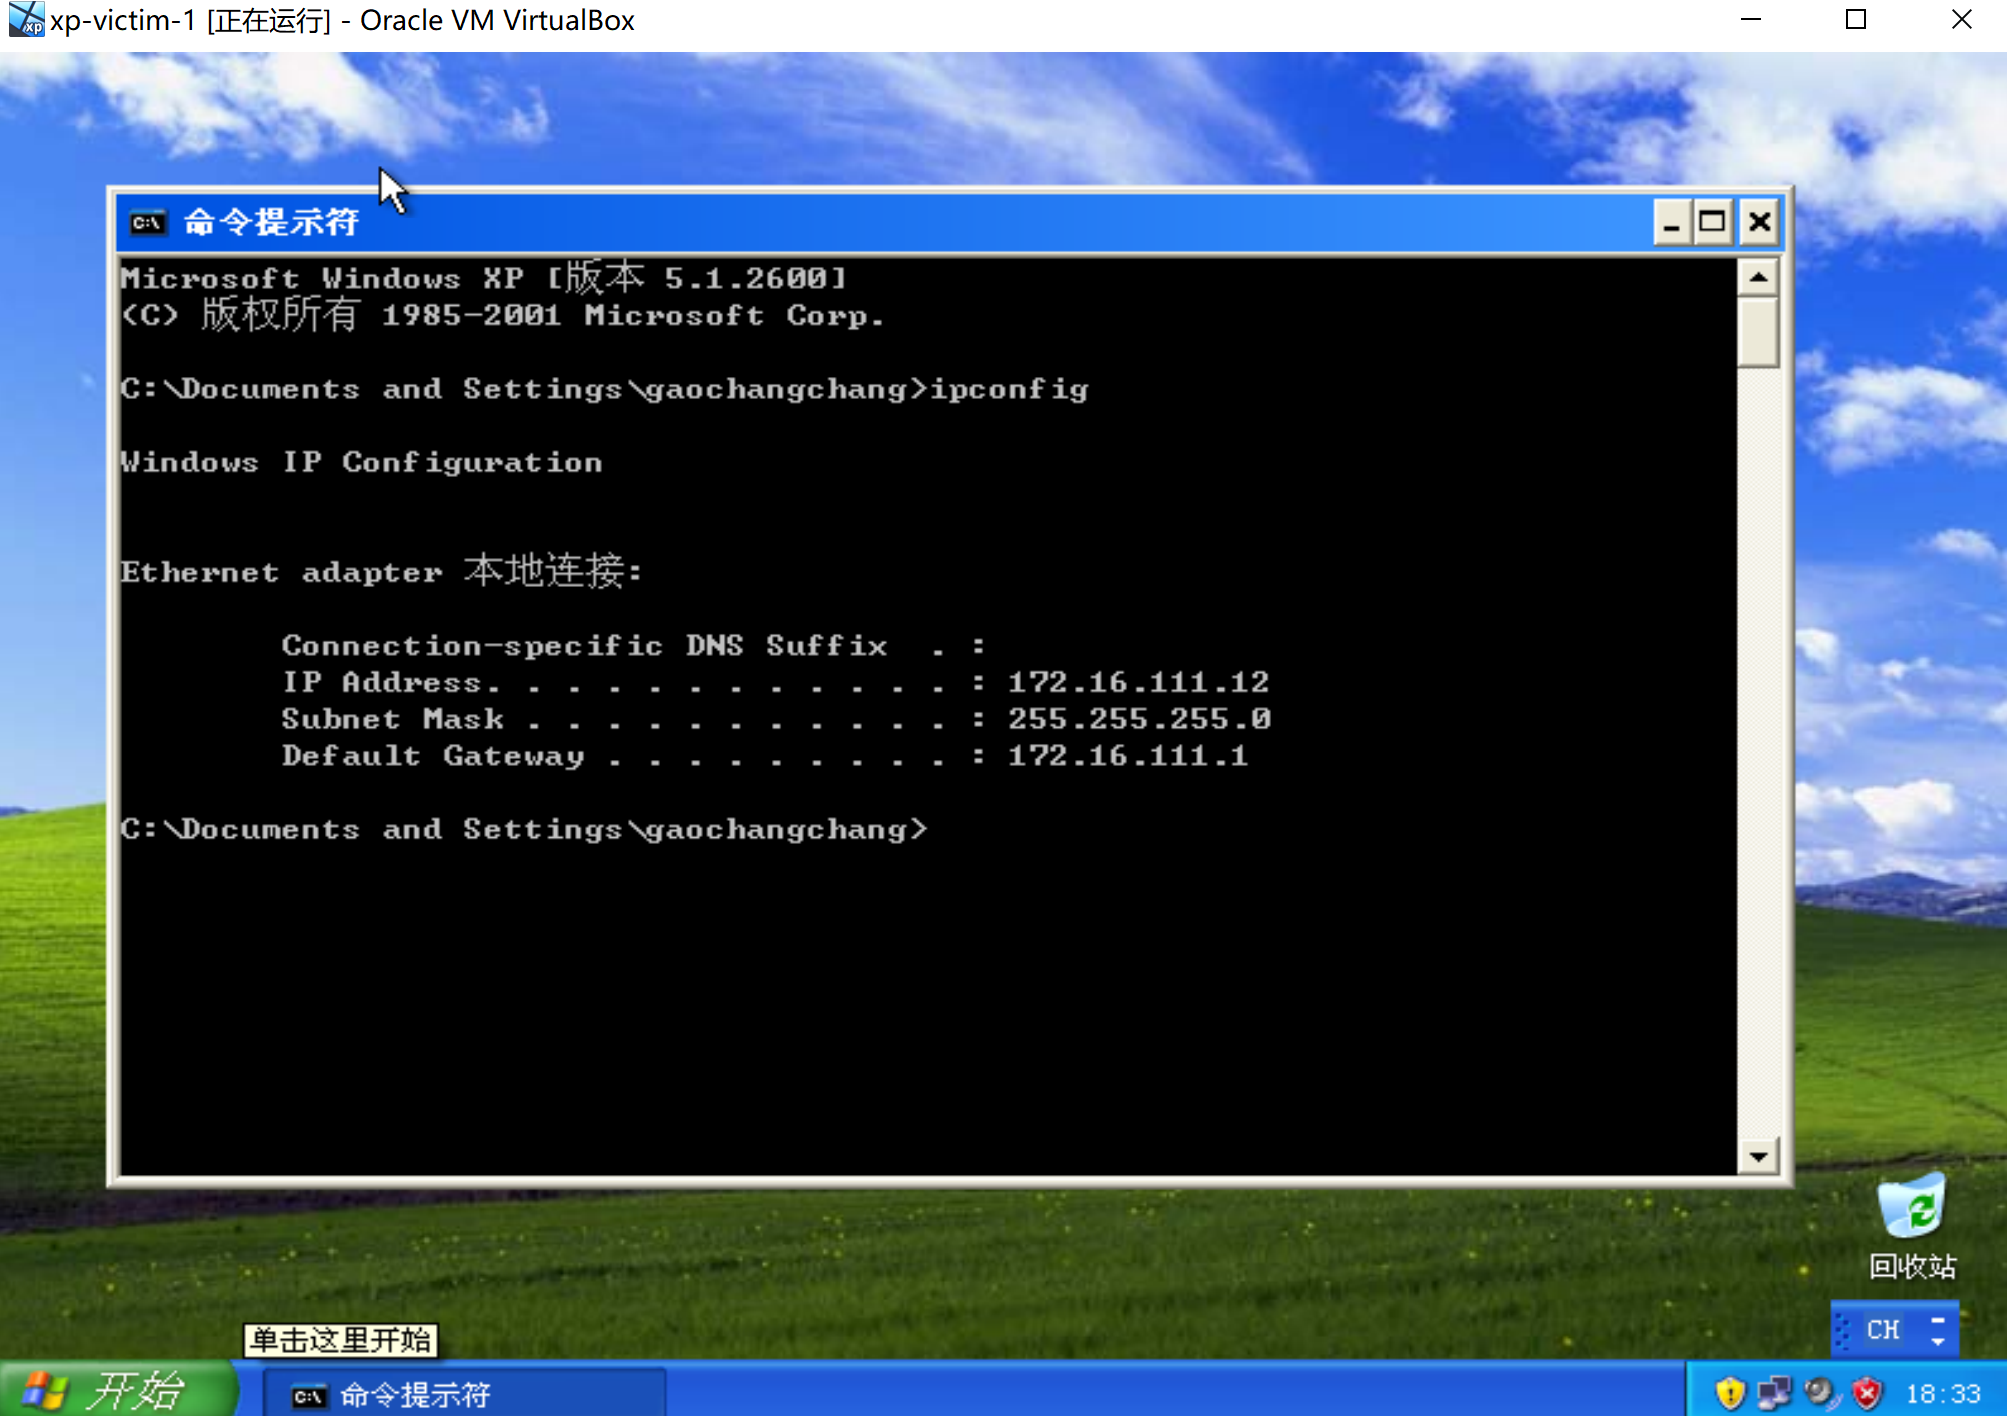 xp-victim-1 [正在运行] - Oracle VM VirtualBox
命令提示符
Microsoft Windows XP [版本 5.1.2600]
(C) 版权所有 1985-2001 Microsoft Corp.
C:\Documents and Settings\gaochangchang>ipconfig
Windows IP Configuration
Ethernet adapter 本地连接:
Connection-specific DNS Suffix  . :
IP Address. . . . . . . . . . . . : 172.16.111.12
Subnet Mask . . . . . . . . . . . : 255.255.255.0
Default Gateway . . . . . . . . . : 172.16.111.1
C:\Documents and Settings\gaochangchang>
回收站
CH
单击这里开始
开始
命令提示符
18:33